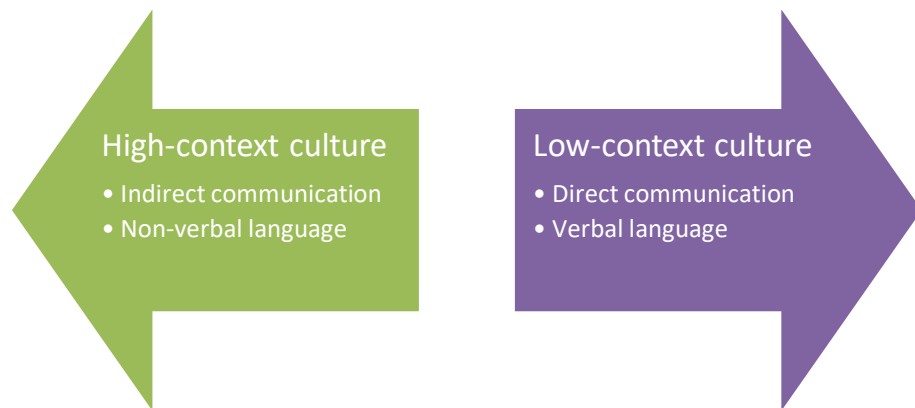 High-context culture
• Indirect communication
• Non-verbal language
Low-context culture
• Direct communication
• Verbal language